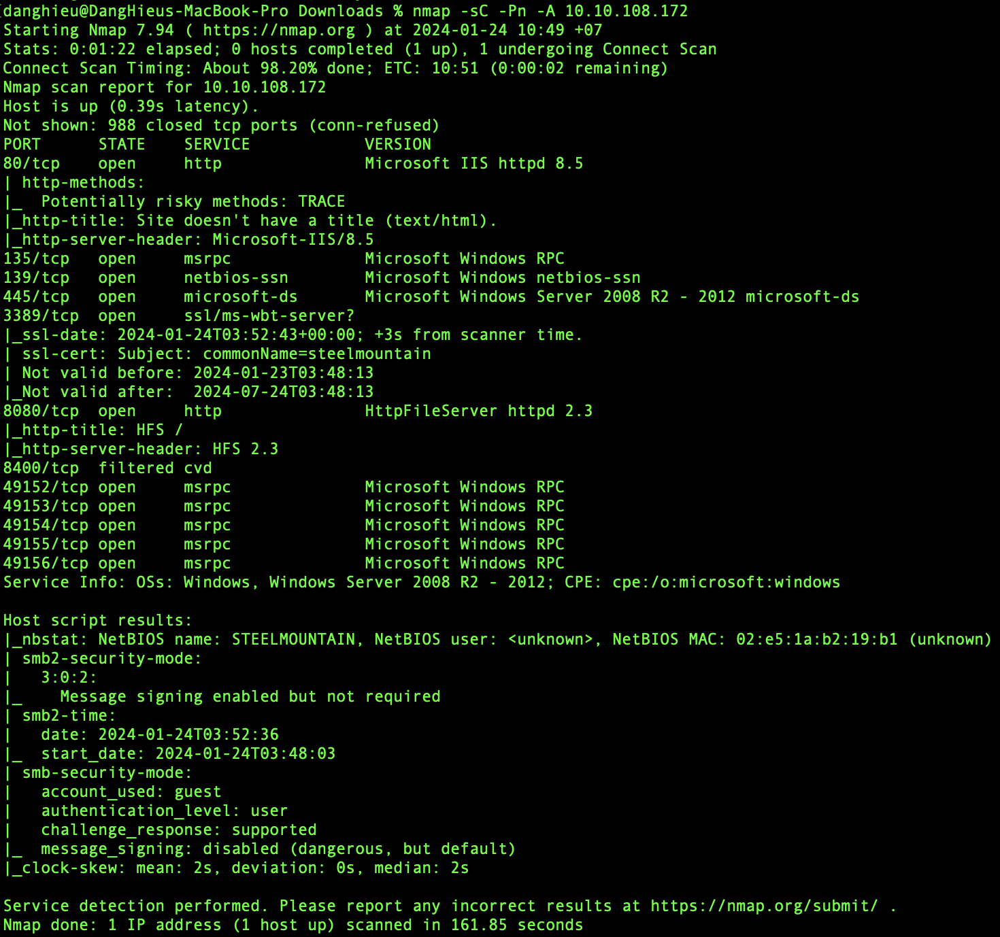 danghieu@DangHieus-MacBook-Pro Downloads % nmap -sC -Pn -A 10.10.108.172
Starting Nmap 7.94 ( https://nmap.org ) at 2024-01-24 10:49 +07
Stats: 0:01:22 elapsed; 0 hosts completed (1 up), 1 undergoing Connect Scan
Connect Scan Timing: About 98.20% done; ETC: 10:51 (0:00:02 remaining)
Nmap scan report for 10.10.108.172
Host is up (0.39s latency).
Not shown: 988 closed tcp ports (conn-refused)
PORT      STATE    SERVICE            VERSION
80/tcp    open     http               Microsoft IIS httpd 8.5
| http-methods:
|_  Potentially risky methods: TRACE
|_http-title: Site doesn't have a title (text/html).
|_http-server-header: Microsoft-IIS/8.5
135/tcp   open     msrpc              Microsoft Windows RPC
139/tcp   open     netbios-ssn        Microsoft Windows netbios-ssn
445/tcp   open     microsoft-ds       Microsoft Windows Server 2008 R2 - 2012 microsoft-ds
3389/tcp  open     ssl/ms-wbt-server?
|_ssl-date: 2024-01-24T03:52:43+00:00; +3s from scanner time.
| ssl-cert: Subject: commonName=steelmountain
| Not valid before: 2024-01-23T03:48:13
|_Not valid after:  2024-07-24T03:48:13
8080/tcp  open     http               HttpFileServer httpd 2.3
|_http-title: HFS /
|_http-server-header: HFS 2.3
8400/tcp  filtered cvd
49152/tcp open     msrpc              Microsoft Windows RPC
49153/tcp open     msrpc              Microsoft Windows RPC
49154/tcp open     msrpc              Microsoft Windows RPC
49155/tcp open     msrpc              Microsoft Windows RPC
49156/tcp open     msrpc              Microsoft Windows RPC
Service Info: OSs: Windows, Windows Server 2008 R2 - 2012; CPE: cpe:/o:microsoft:windows

Host script results:
|_nbstat: NetBIOS name: STEELMOUNTAIN, NetBIOS user: <unknown>, NetBIOS MAC: 02:e5:1a:b2:19:b1 (unknown)
| smb2-security-mode:
|   3:0:2:
|_    Message signing enabled but not required
| smb2-time:
|   date: 2024-01-24T03:52:36
|_  start_date: 2024-01-24T03:48:03
| smb-security-mode:
|   account_used: guest
|   authentication_level: user
|   challenge_response: supported
|_  message_signing: disabled (dangerous, but default)
|_clock-skew: mean: 2s, deviation: 0s, median: 2s

Service detection performed. Please report any incorrect results at https://nmap.org/submit/ .
Nmap done: 1 IP address (1 host up) scanned in 161.85 seconds